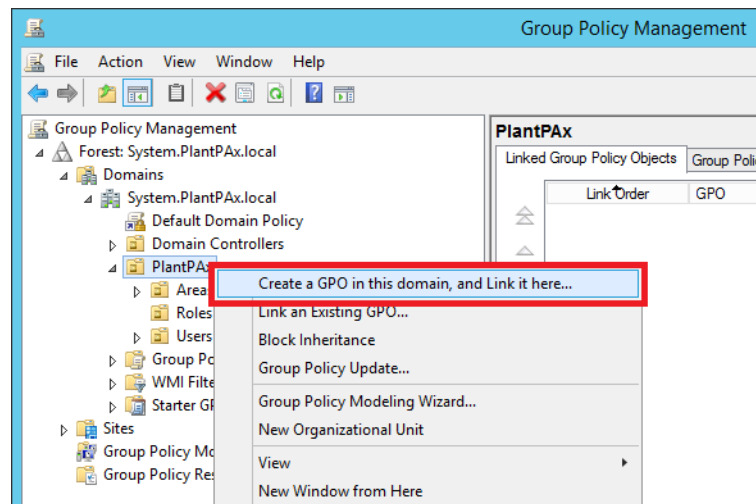 Group Policy Management
File Action View Window Help
Group Policy Management
Forest: System.PlantPAx.local
Domains
System.PlantPAx.local
Default Domain Policy
Domain Controllers
PlantPAx
Areas
Roles
Users
Group Po
WMI Filte
Starter GP
Sites
Group Policy Mo
Group Policy Res
PlantPAx
Linked Group Policy Objects Group Poli
Link Order GPO
Create a GPO in this domain, and Link it here...
Link an Existing GPO...
Block Inheritance
Group Policy Update...
Group Policy Modeling Wizard...
New Organizational Unit
View
New Window from Here